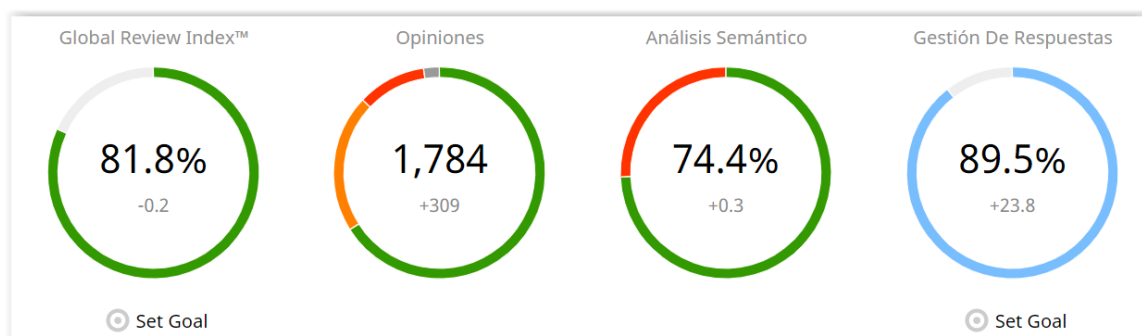 Global Review Index™
Opiniones
Análisis Semántico
Gestión De Respuestas
81.8%
1,784
74.4%
89.5%
-0.2
+309
+0.3
+23.8
Set Goal
Set Goal